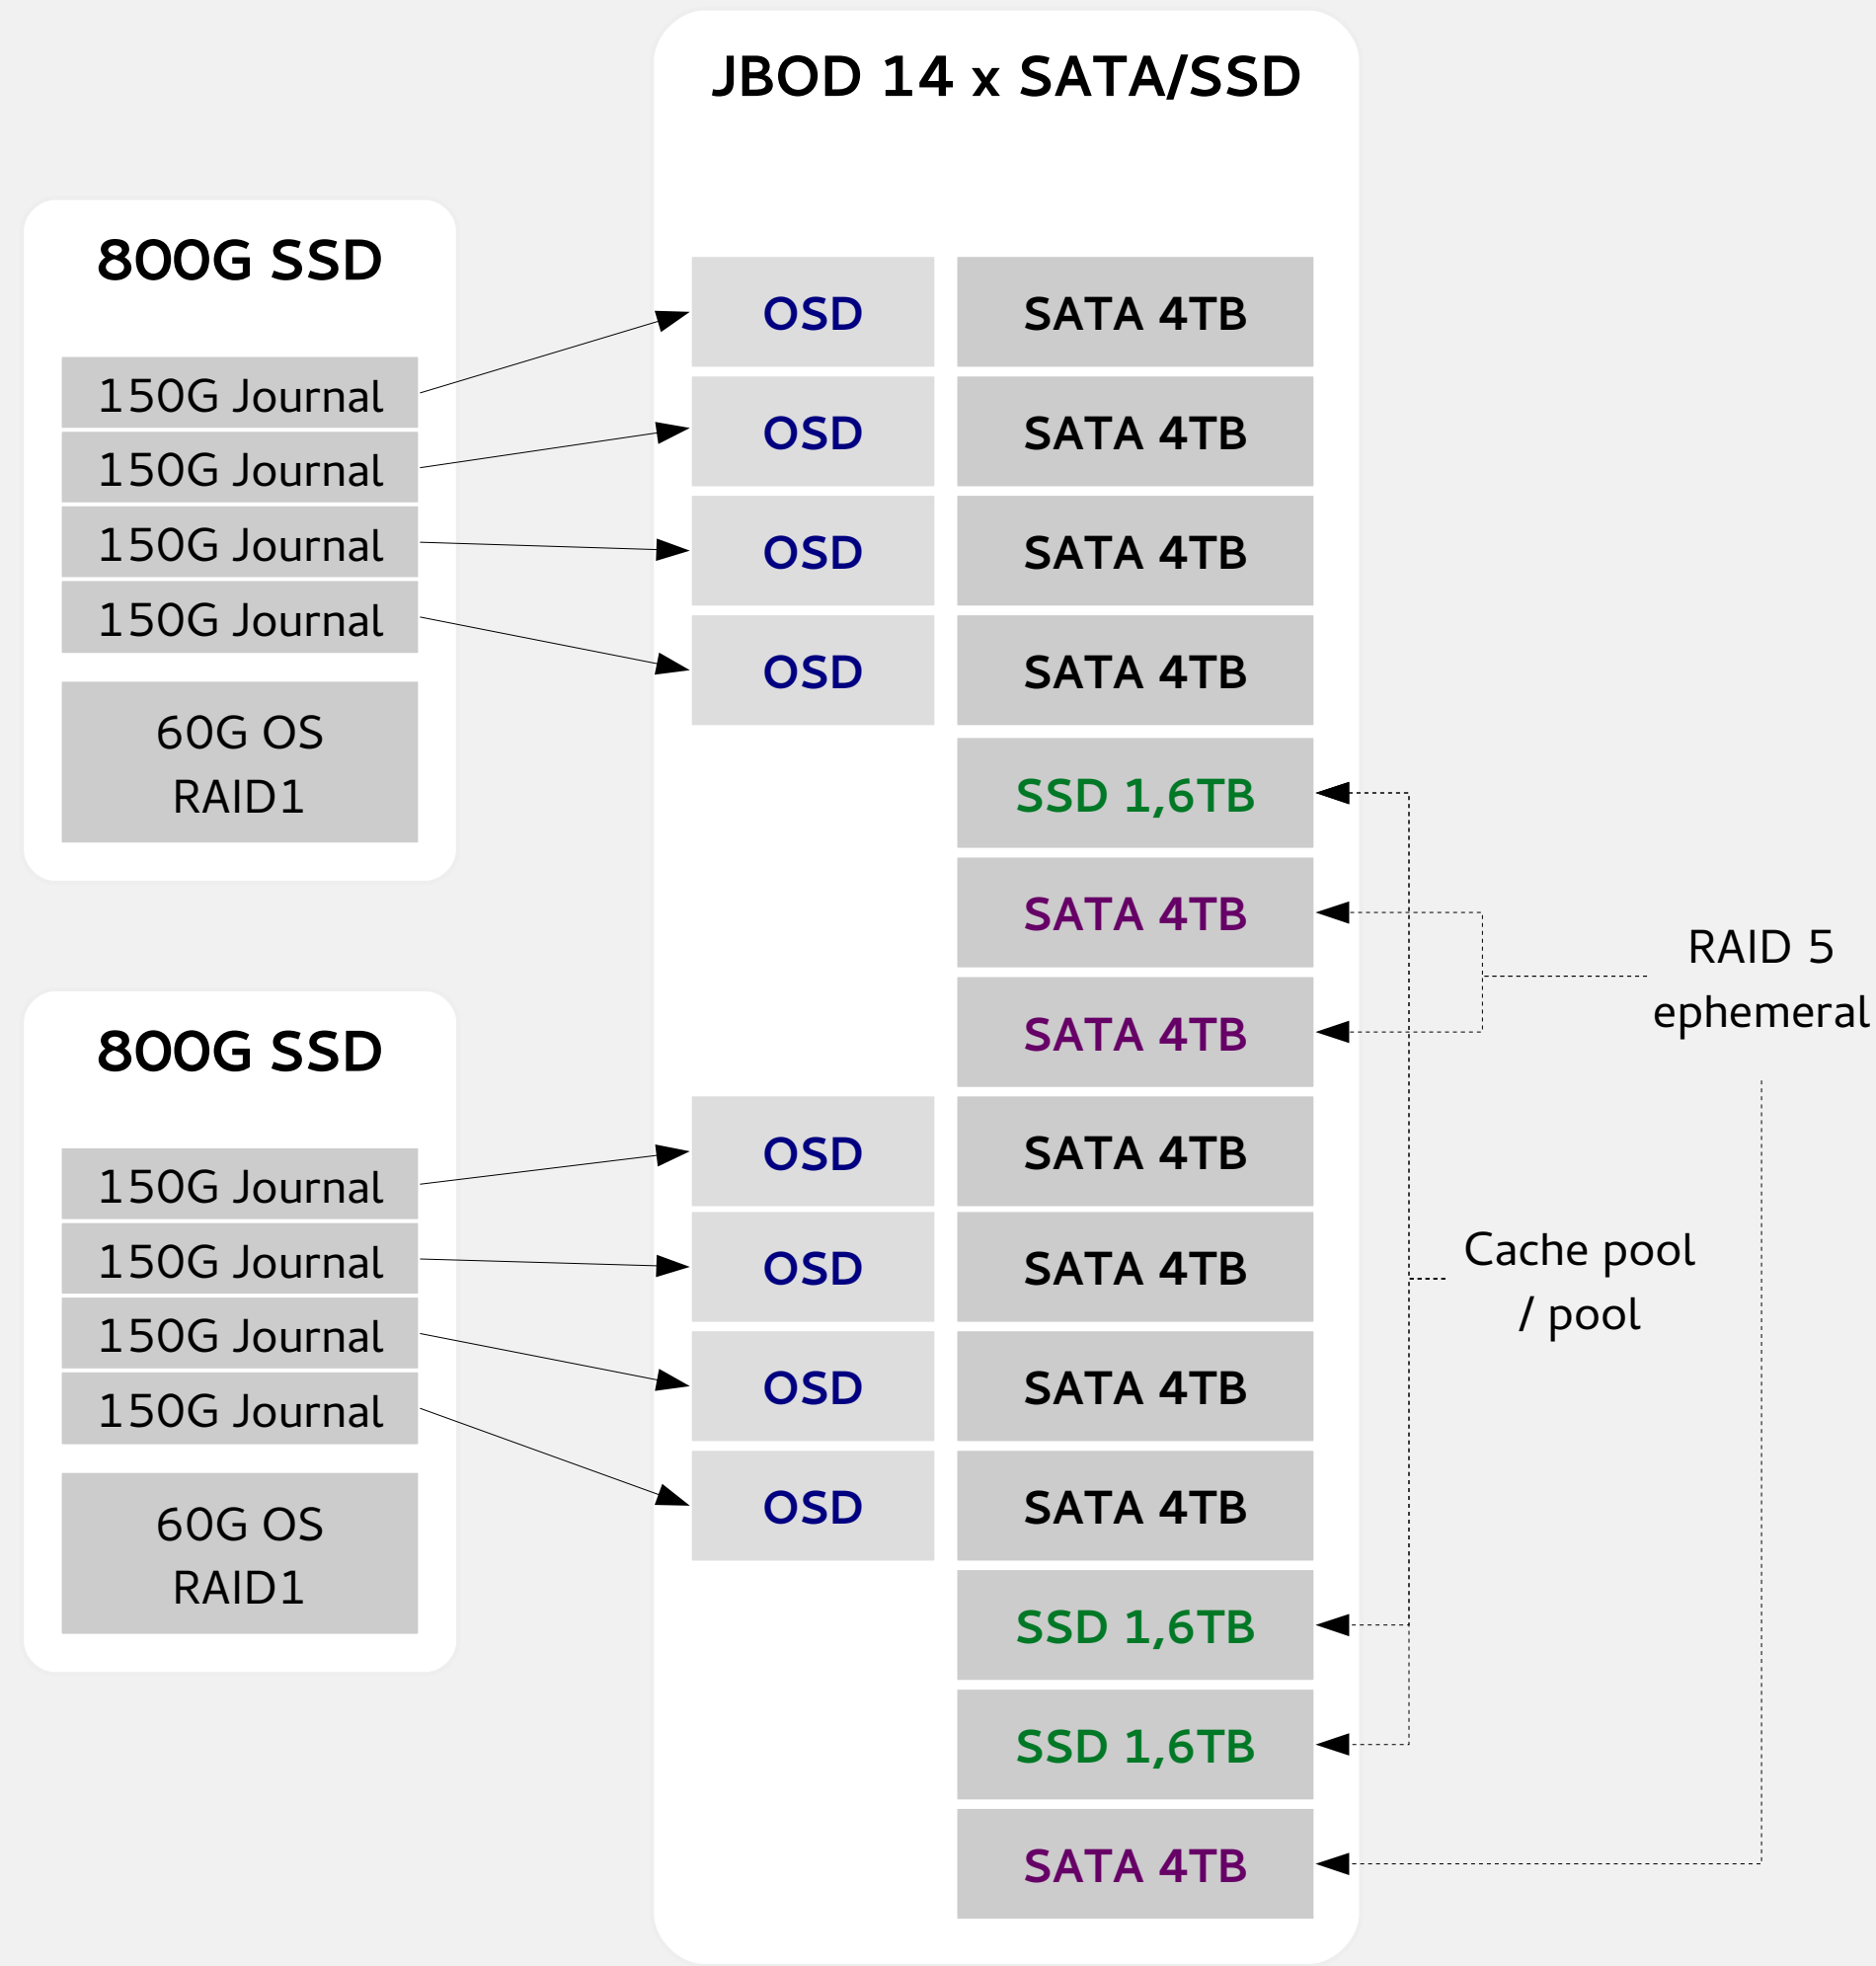 JBOD 14 x SATA/SSD
800G SSD
150G Journal
150G Journal
150G Journal
150G Journal
60G OS
RAID1
800G SSD
150G Journal
150G Journal
150G Journal
150G Journal
60G OS
RAID1
OSD SATA 4TB
OSD SATA 4TB
OSD SATA 4TB
OSD SATA 4TB
SSD 1,6TB
SATA 4TB
SATA 4TB
OSD SATA 4TB
OSD SATA 4TB
OSD SATA 4TB
OSD SATA 4TB
SSD 1,6TB
SSD 1,6TB
SATA 4TB
RAID 5
ephemeral
Cache pool
/ pool